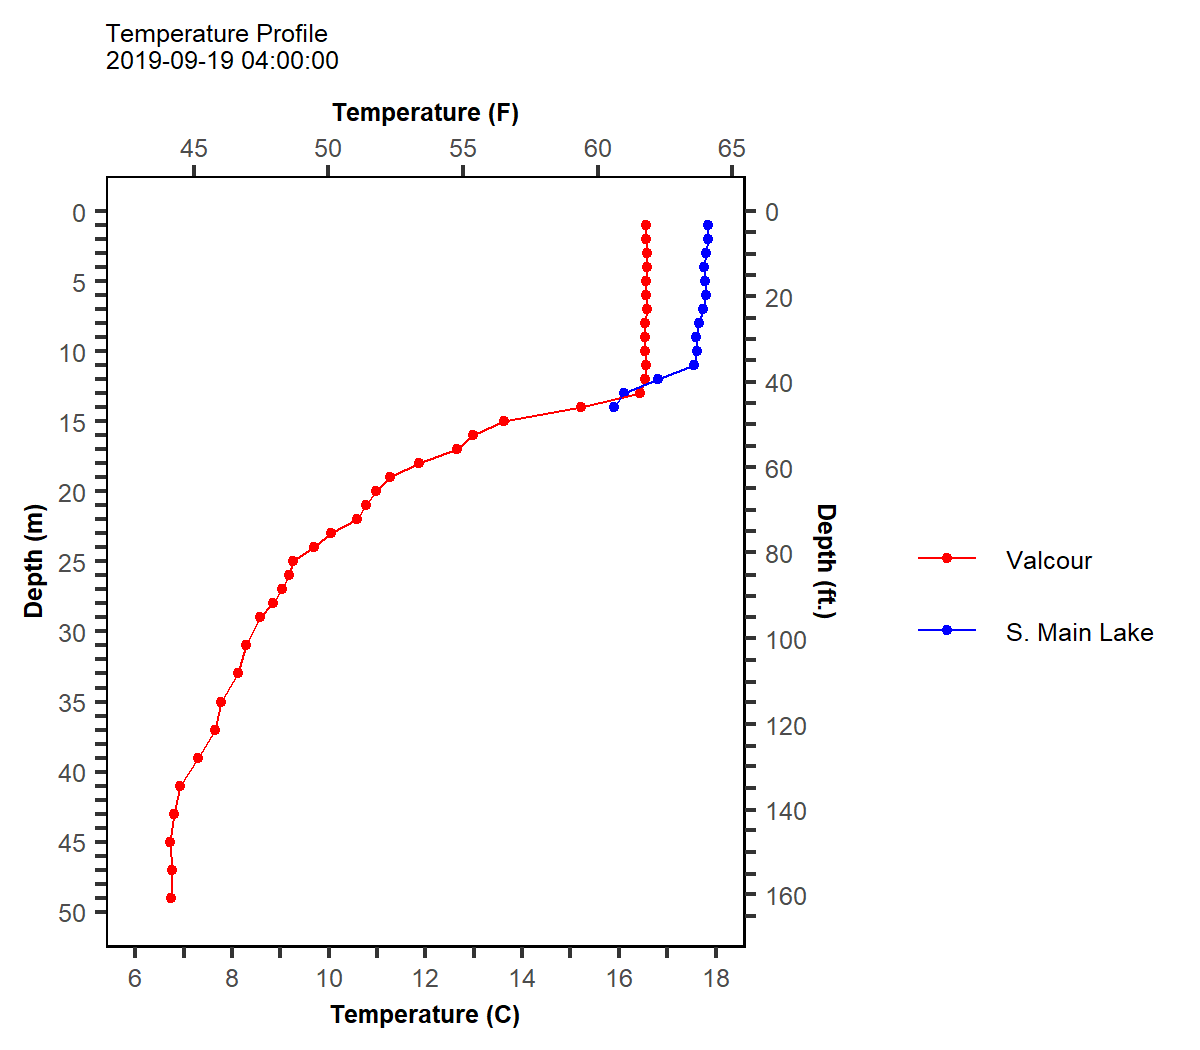 Temperature Profile
2019-09-19 04:00:00
Temperature (F)
45 50 55 60 65
0 0
5
20
10
40
15
60
20
80
25
Depth (m)
Depth (ft.)
Valcour
30
100
S. Main Lake
35
120
40
140
45
160
50
6 8 10 12 14 16 18
Temperature (C)